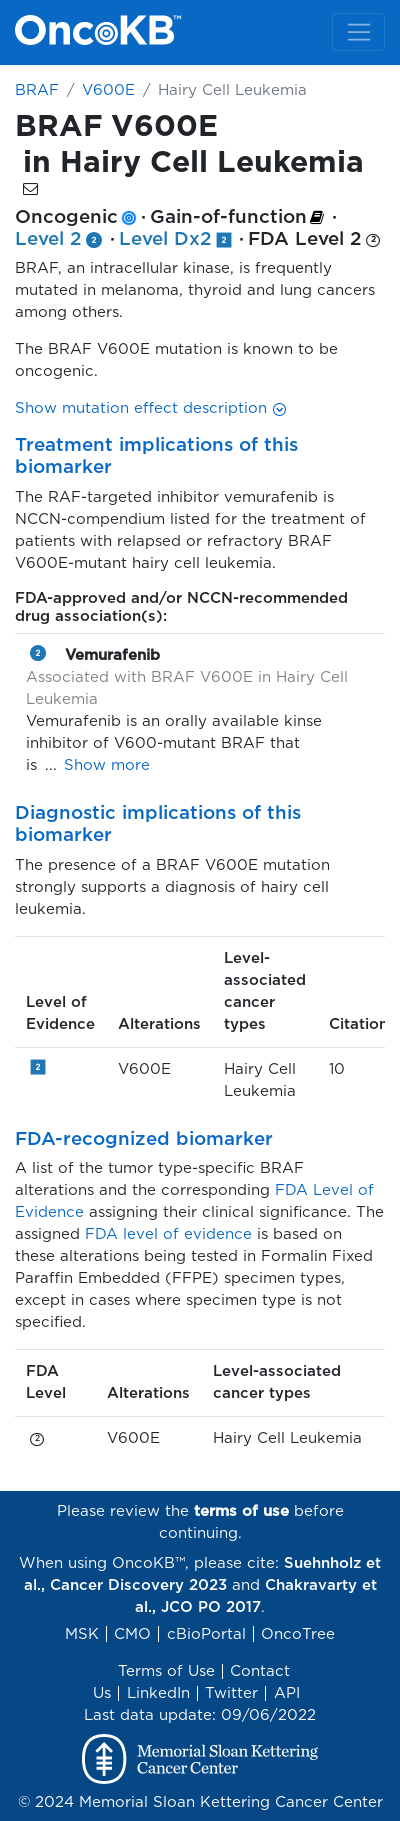 OncoKB™
BRAF / V600E / Hairy Cell Leukemia
BRAF V600E
in Hairy Cell Leukemia
Oncogenic · Gain-of-function ·
Level 2 2 · Level Dx2 2 · FDA Level 2 2
BRAF, an intracellular kinase, is frequently
mutated in melanoma, thyroid and lung cancers
among others.
The BRAF V600E mutation is known to be
oncogenic.
Show mutation effect description
Treatment implications of this
biomarker
The RAF-targeted inhibitor vemurafenib is
NCCN-compendium listed for the treatment of
patients with relapsed or refractory BRAF
V600E-mutant hairy cell leukemia.
FDA-approved and/or NCCN-recommended
drug association(s):
2 Vemurafenib
Associated with BRAF V600E in Hairy Cell
Leukemia
Vemurafenib is an orally available kinse
inhibitor of V600-mutant BRAF that
is ... Show more
Diagnostic implications of this
biomarker
The presence of a BRAF V600E mutation
strongly supports a diagnosis of hairy cell
leukemia.
Level-
associated
Level of cancer
Evidence Alterations types Citation
2 V600E Hairy Cell 10
Leukemia
FDA-recognized biomarker
A list of the tumor type-specific BRAF
alterations and the corresponding FDA Level of
Evidence assigning their clinical significance. The
assigned FDA level of evidence is based on
these alterations being tested in Formalin Fixed
Paraffin Embedded (FFPE) specimen types,
except in cases where specimen type is not
specified.
FDA Level-associated
Level Alterations cancer types
2 V600E Hairy Cell Leukemia
Please review the terms of use before
continuing.
When using OncoKB™, please cite: Suehnholz et
al., Cancer Discovery 2023 and Chakravarty et
al., JCO PO 2017.
MSK | CMO | cBioPortal | OncoTree
Terms of Use | Contact
Us | LinkedIn | Twitter | API
Last data update: 09/06/2022
Memorial Sloan Kettering
Cancer Center
© 2024 Memorial Sloan Kettering Cancer Center